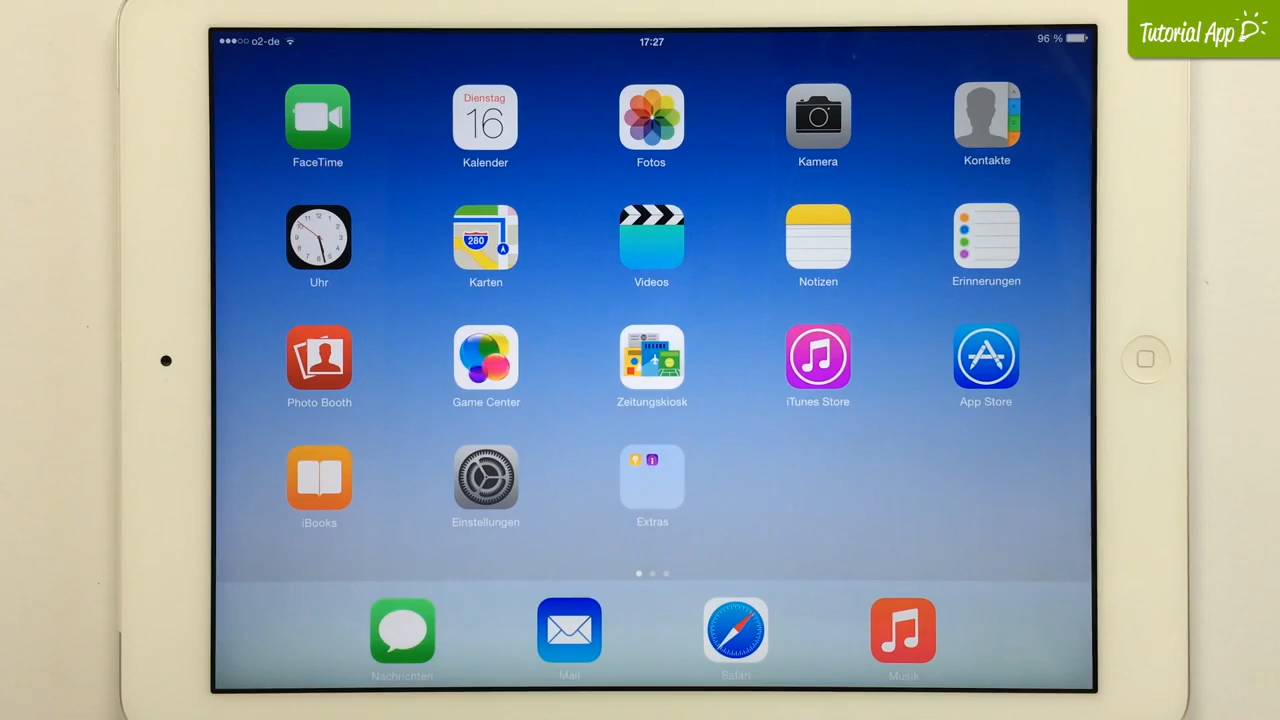 Tutorial App
o2-de
17:27
96 %
Dienstag
16
280
FaceTime
Kalender
Fotos
Kamera
Kontakte
Uhr
Karten
Videos
Notizen
Erinnerungen
Photo Booth
Game Center
Zeitungskiosk
iTunes Store
App Store
iBooks
Einstellungen
Extras
Nachrichten
Mail
Safari
Musik